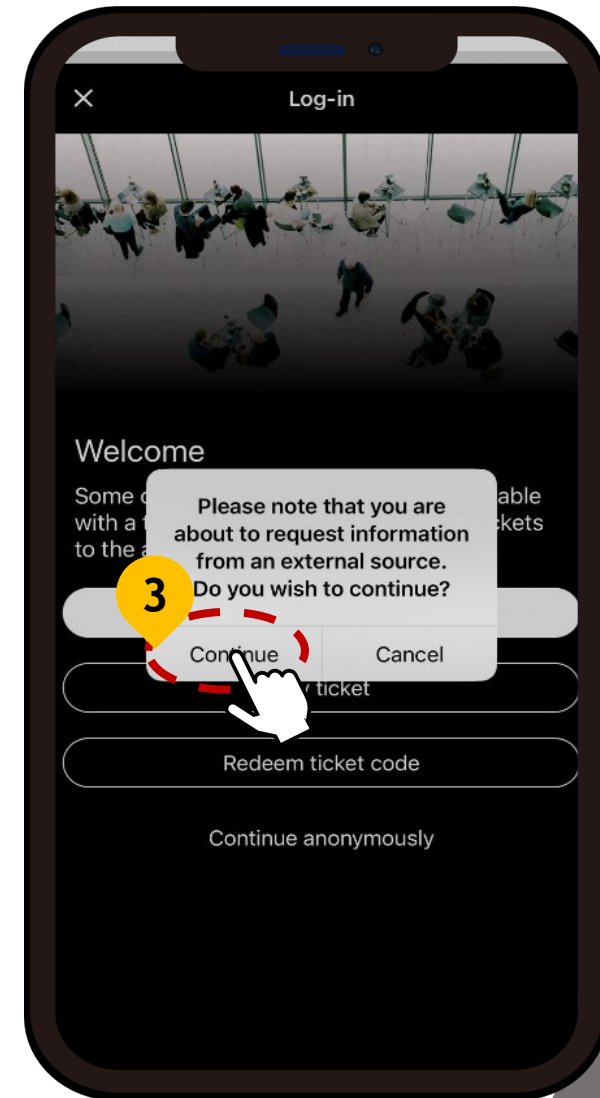 Log-in
Welcome
Some able
with a kets
to the
Please note that you are
about to request information
from an external source.
Do you wish to continue?
3
Continue Cancel
ticket
Redeem ticket code
Continue anonymously